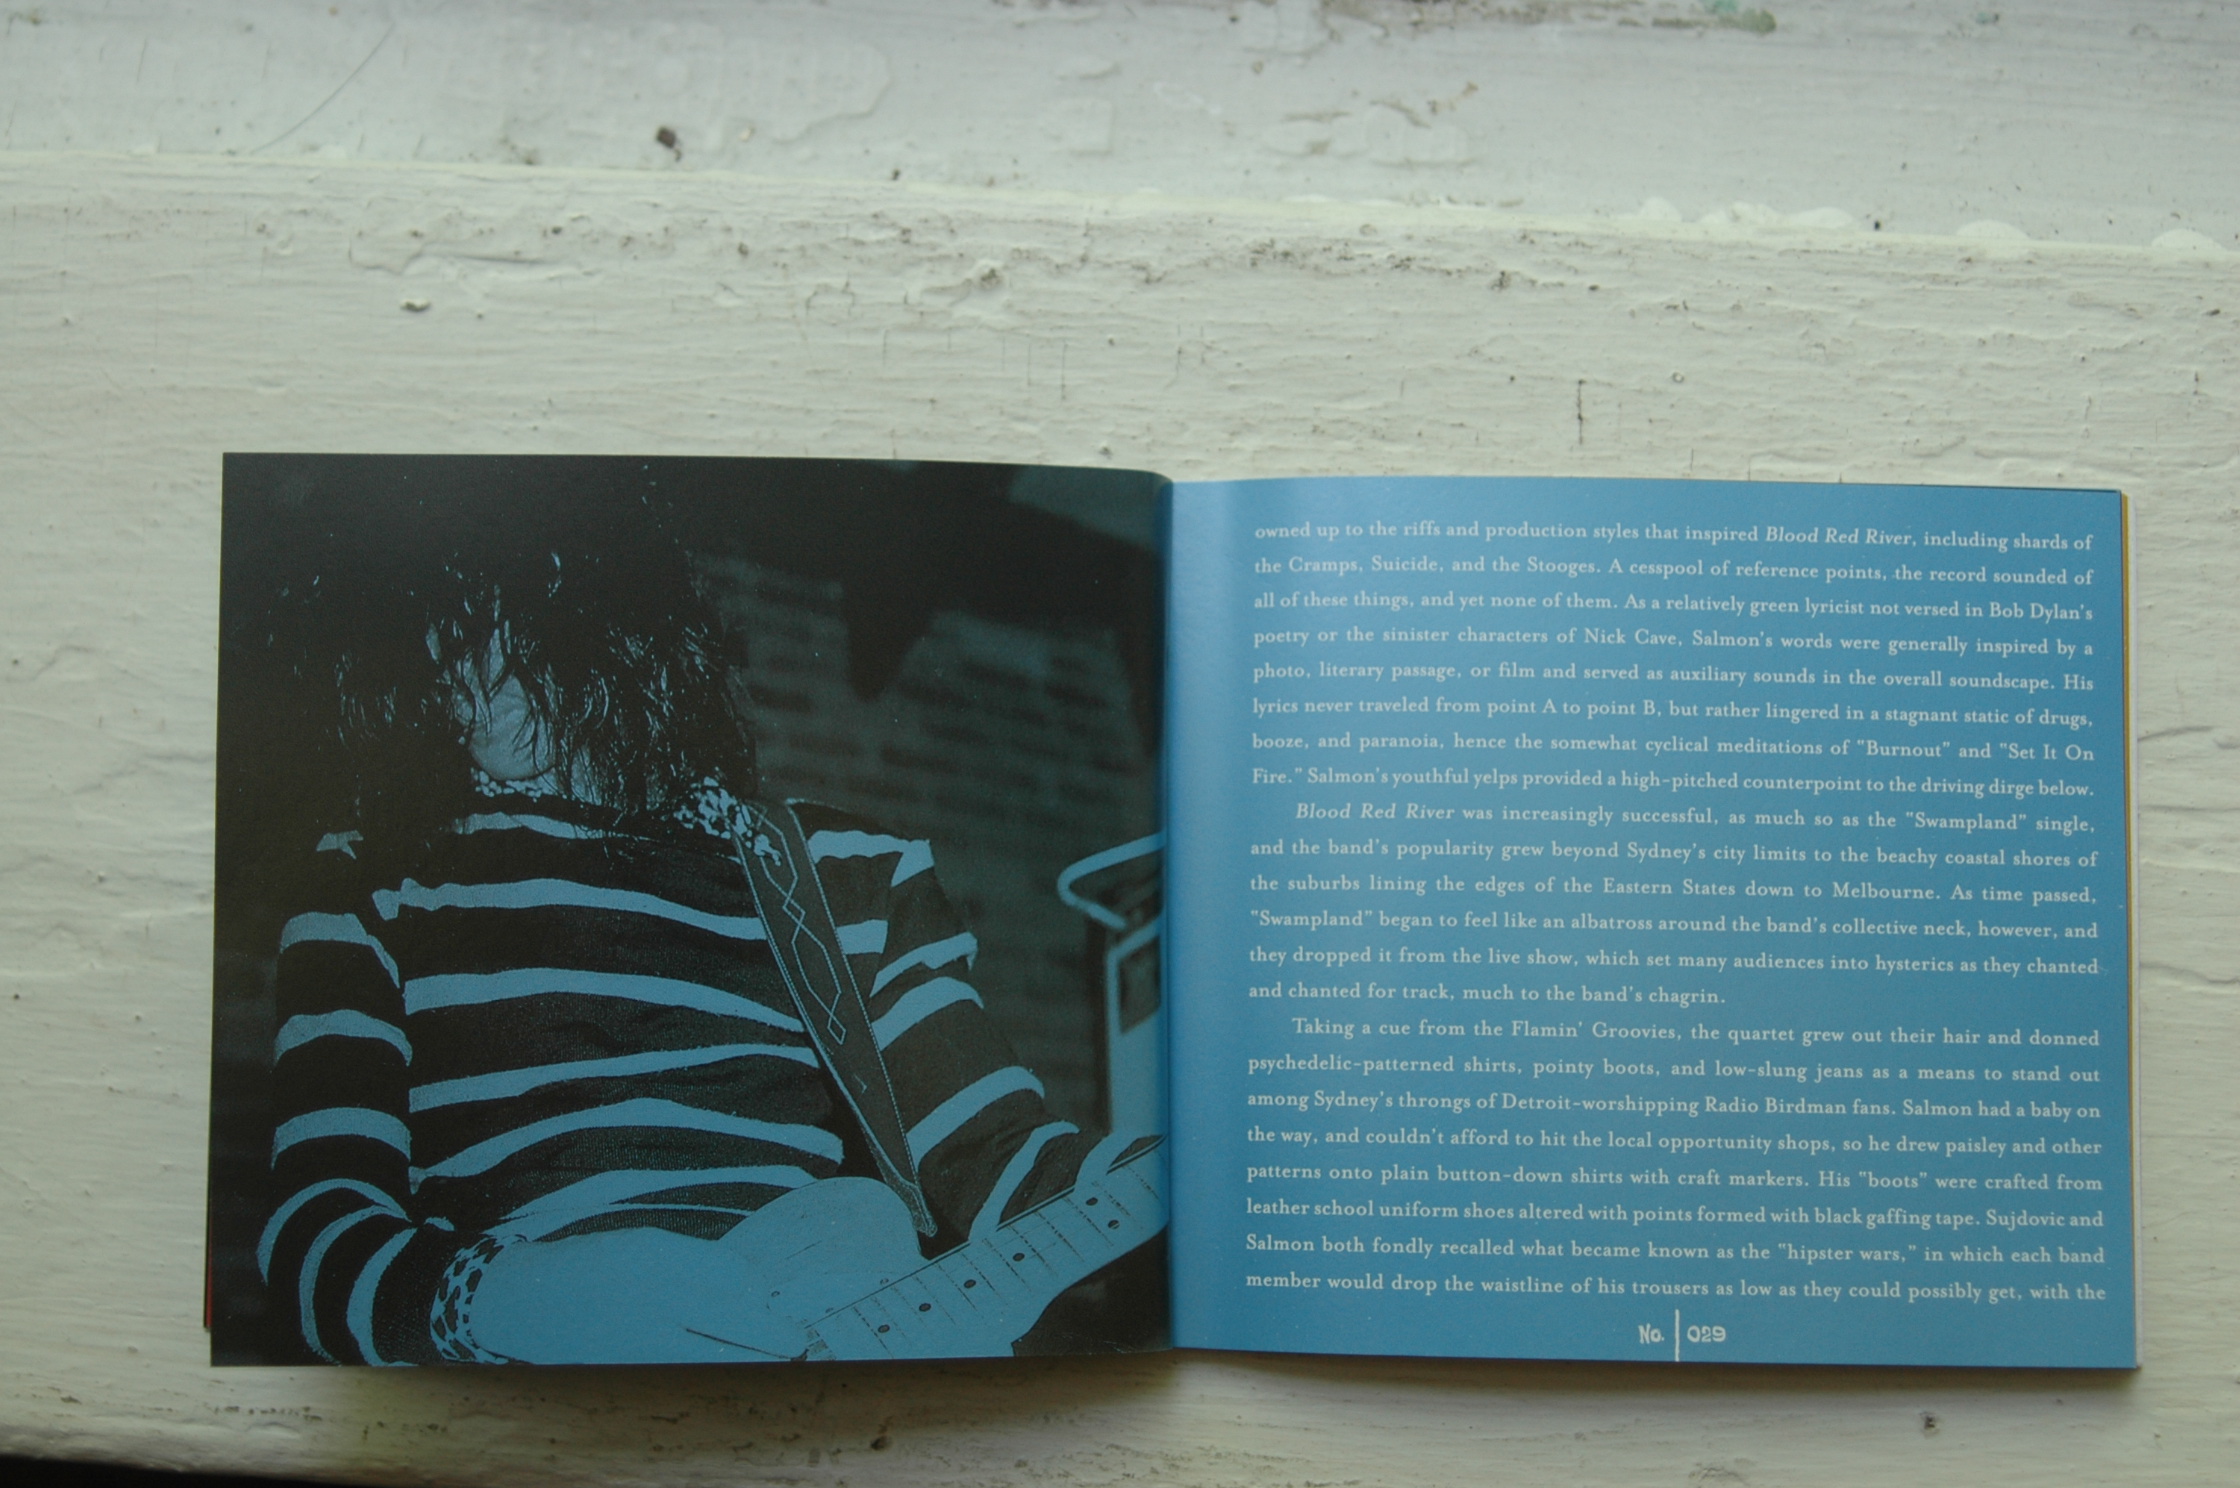 owned up to the riffs and production styles that inspired Blood Red River, including shards of
the Cramps, Suicide, and the Stooges. A cesspool of reference points, the record sounded of
all of these things, and yet none of them. As a relatively green lyricist not versed in Bob Dylan's
poetry or the sinister characters of Nick Cave, Salmon's words were generally inspired by a
photo, literary passage, or film and served as auxiliary sounds in the overall soundscape. His
lyrics never traveled from point A to point B, but rather lingered in a stagnant static of drugs,
booze, and paranoia, hence the somewhat cyclical meditations of "Burnout" and "Set It On
Fire." Salmon's youthful yelps provided a high-pitched counterpoint to the driving dirge below.
Blood Red River was increasingly successful, as much so as the "Swampland" single,
and the band's popularity grew beyond Sydney's city limits to the beachy coastal shores of
the suburbs lining the edges of the Eastern States down to Melbourne. As time passed,
"Swampland" began to feel like an albatross around the band's collective neck, however, and
they dropped it from the live show, which set many audiences into hysterics as they chanted
and chanted for track, much to the band's chagrin.
Taking a cue from the Flamin' Groovies, the quartet grew out their hair and donned
psychedelic-patterned shirts, pointy boots, and low-slung jeans as a means to stand out
among Sydney's throngs of Detroit-worshipping Radio Birdman fans. Salmon had a baby on
the way, and couldn't afford to hit the local opportunity shops, so he drew paisley and other
patterns onto plain button-down shirts with craft markers. His "boots" were crafted from
leather school uniform shoes altered with points formed with black gaffing tape. Sujdovic and
Salmon both fondly recalled what became known as the "hipster wars," in which each band
member would drop the waistline of his trousers as low as they could possibly get, with the
No. 029